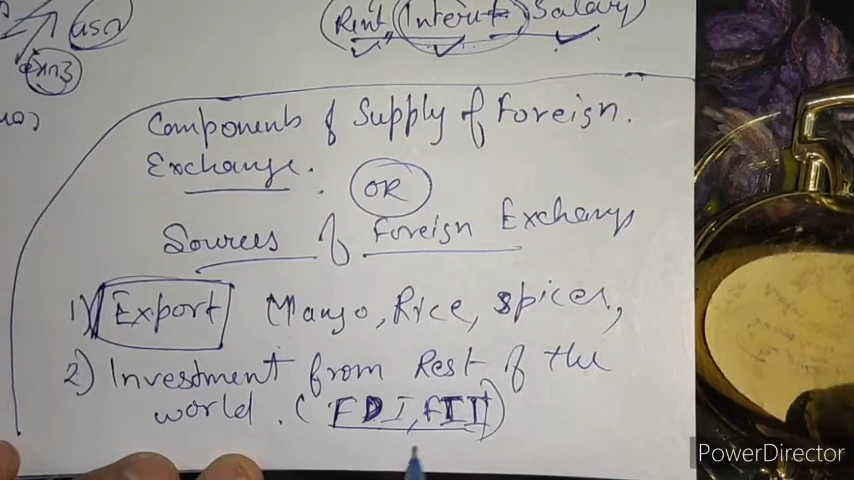 Rent, Interest Salary
Components of Supply of Foreign.
Exchange.
OR
Sources of Foreign Exchange
1) Export Mango, Rice, Spices,
2) Investment from Rest of the
world. (FDI, FII)
PowerDirector